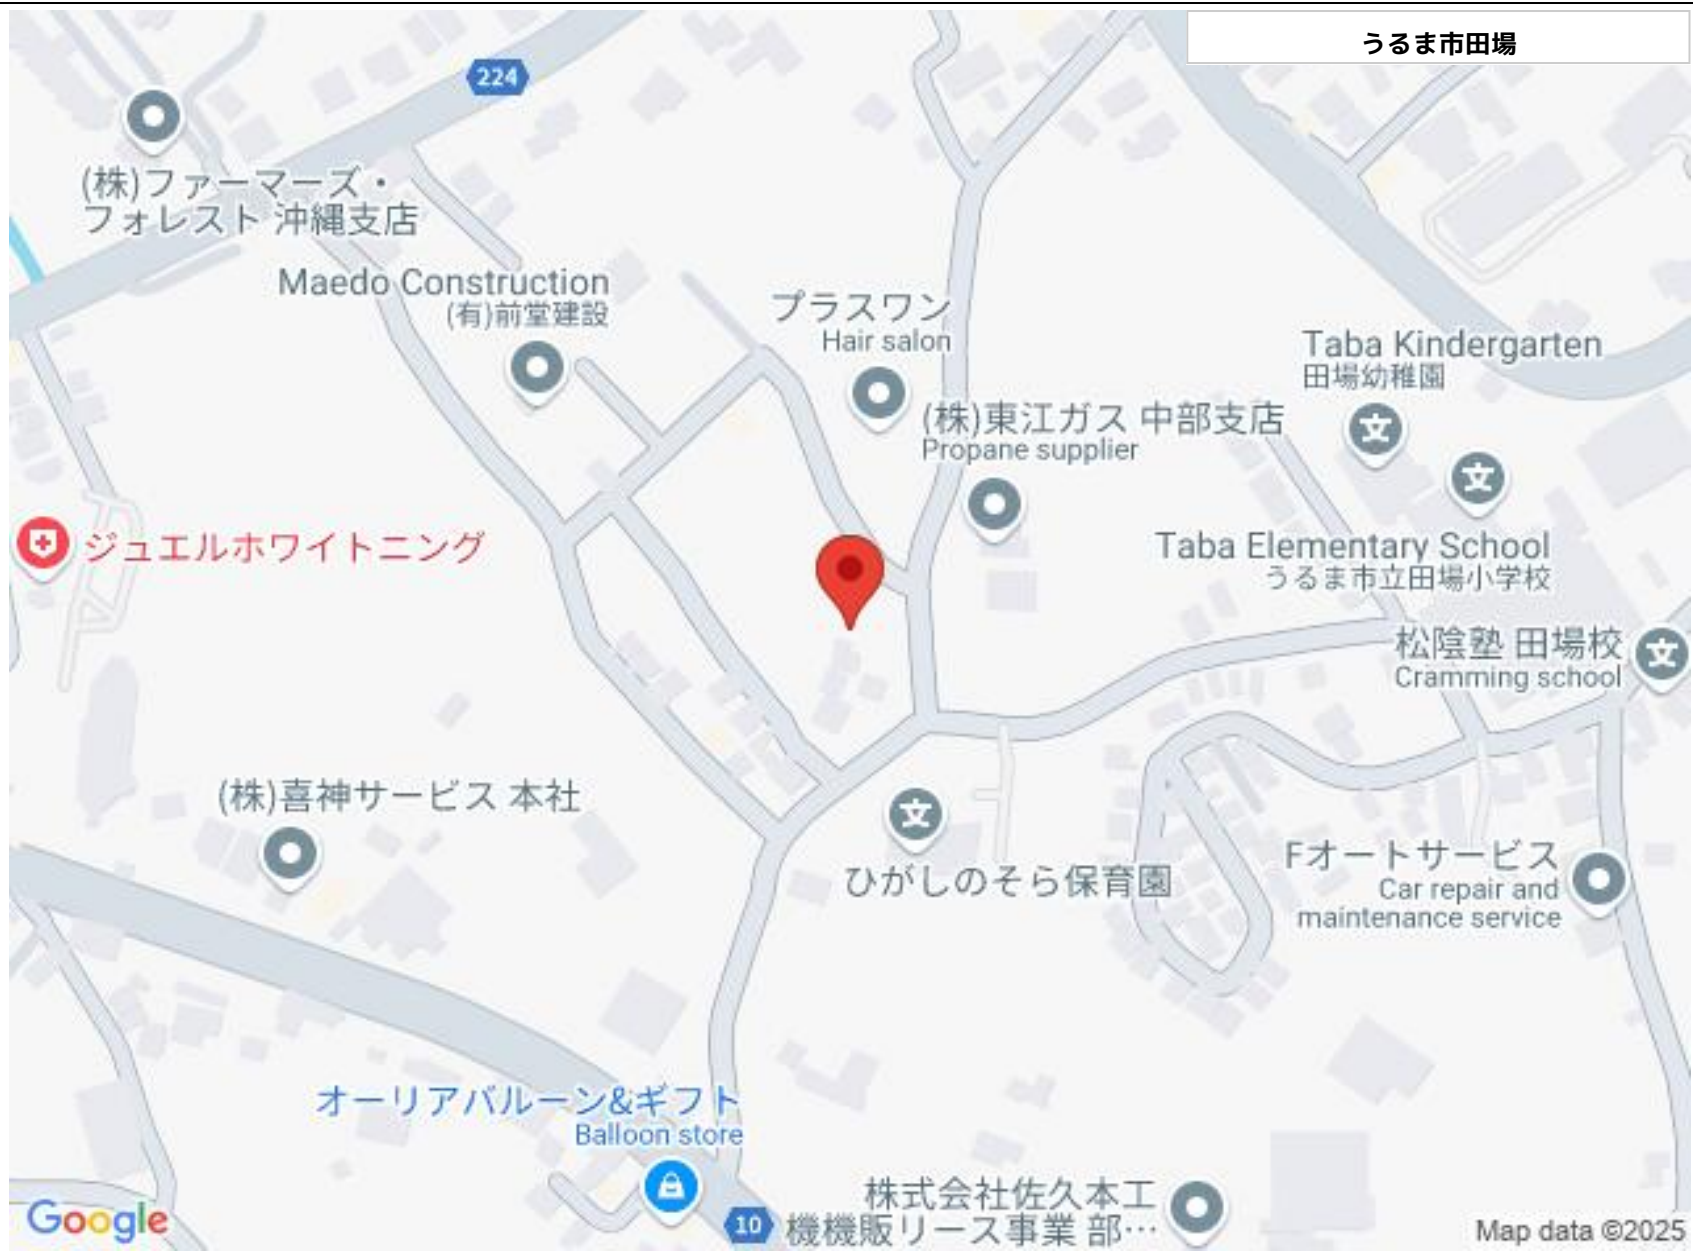 うるま市田場
224
(株)ファーマーズ・
フォレスト 沖縄支店
Maedo Construction
(有)前堂建設
プラスワン
Hair salon
Taba Kindergarten
田場幼稚園
(株)東江ガス 中部支店
Propane supplier
文
文
ジュエルホワイトニング
Taba Elementary School
うるま市立田場小学校
松陰塾 田場校
Cramming school
文
(株)喜神サービス 本社
文
ひがしのそら保育園
Fオートサービス
Car repair and
maintenance service
オーリアバルーン&ギフト
Balloon store
株式会社佐久本工
機機販リース事業 部…
10
Google
Map data ©2025